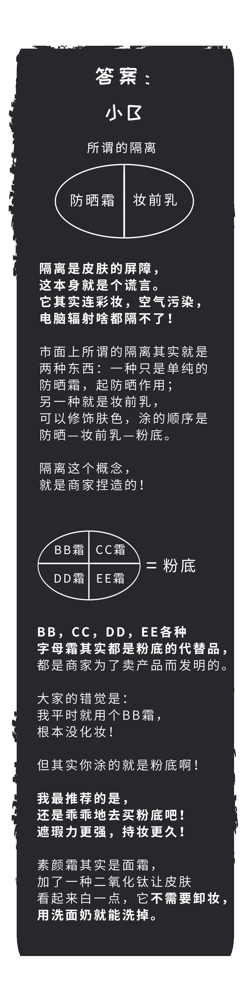 答案：
小B
所谓的隔离
防晒霜
妆前乳
隔离是皮肤的屏障，
这本身就是个谎言。
它其实连彩妆，空气污染，
电脑辐射啥都隔不了！
市面上所谓的隔离其实就是
两种东西：一种只是单纯的
防晒霜，起防晒作用；
另一种就是妆前乳，
可以修饰肤色，涂的顺序是
防晒—妆前乳—粉底。
隔离这个概念，
就是商家捏造的！
BB霜 CC霜
DD霜 EE霜
= 粉底
BB，CC，DD，EE各种
字母霜其实都是粉底的代替品，
都是商家为了卖产品而发明的。
大家的错觉是：
我平时就用个BB霜，
根本没化妆！
但其实你涂的就是粉底啊！
我最推荐的是，
还是乖乖地去买粉底吧！
遮瑕力更强，持妆更久！
素颜霜其实是面霜，
加了一种二氧化钛让皮肤
看起来白一点，它不需要卸妆，
用洗面奶就能洗掉。